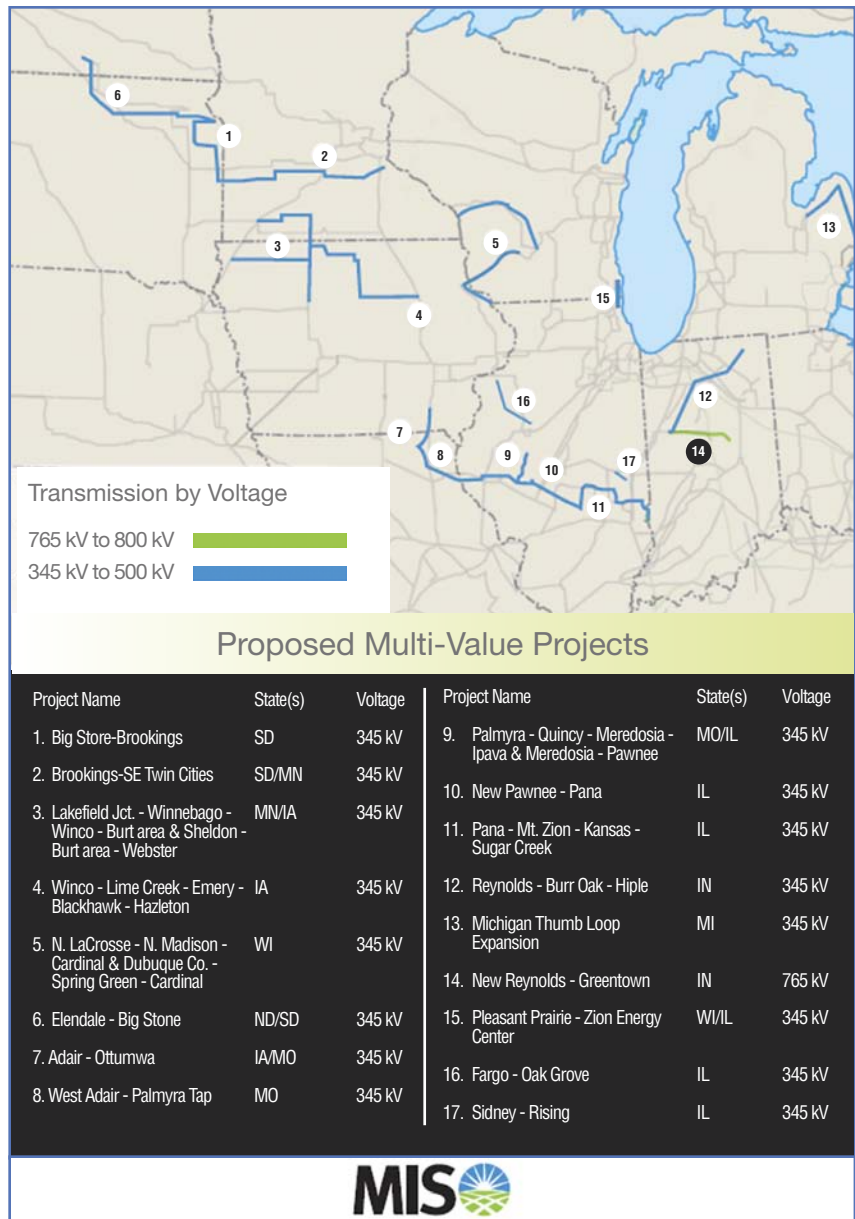 6
1
2
3
4
5
13
15
12
16
14
7
8
9
10
17
11
Transmission by Voltage
765 kV to 800 kV
345 kV to 500 kV
Proposed Multi-Value Projects
Project Name State(s) Voltage
1. Big Store-Brookings SD 345 kV
2. Brookings-SE Twin Cities SD/MN 345 kV
3. Lakefield Jct. - Winnebago - MN/IA 345 kV
Winco - Burt area & Sheldon -
Burt area - Webster
4. Winco - Lime Creek - Emery - IA 345 kV
Blackhawk - Hazleton
5. N. LaCrosse - N. Madison - WI 345 kV
Cardinal & Dubuque Co. -
Spring Green - Cardinal
6. Elendale - Big Stone ND/SD 345 kV
7. Adair - Ottumwa IA/MO 345 kV
8. West Adair - Palmyra Tap MO 345 kV
Project Name State(s) Voltage
9. Palmyra - Quincy - Meredosia - MO/IL 345 kV
Ipava & Meredosia - Pawnee
10. New Pawnee - Pana IL 345 kV
11. Pana - Mt. Zion - Kansas - IL 345 kV
Sugar Creek
12. Reynolds - Burr Oak - Hiple IN 345 kV
13. Michigan Thumb Loop MI 345 kV
Expansion
14. New Reynolds - Greentown IN 765 kV
15. Pleasant Prairie - Zion Energy WI/IL 345 kV
Center
16. Fargo - Oak Grove IL 345 kV
17. Sidney - Rising IL 345 kV
MISO